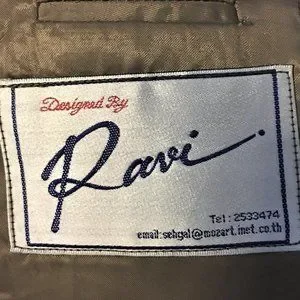 Designed By
Ravi.
Tel: 2533474
email:sehgal@mozart.inet.co.th